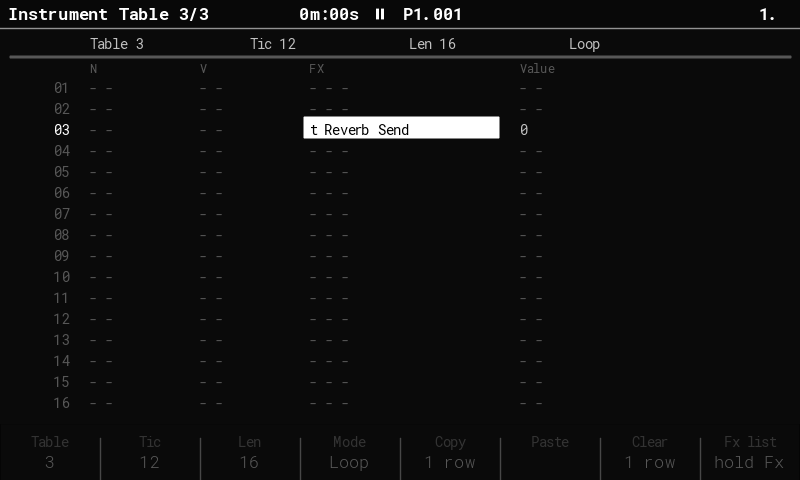 Instrument Table 3/3 0m:00s ⏸ P1.001 1.
Table 3 Tic 12 Len 16 Loop
N V FX Value
01 - - - - - - - - -
02 - - - - - - - - -
03 - - - - t Reverb Send 0
04 - - - - - - - - -
05 - - - - - - - - -
06 - - - - - - - - -
07 - - - - - - - - -
08 - - - - - - - - -
09 - - - - - - - - -
10 - - - - - - - - -
11 - - - - - - - - -
12 - - - - - - - - -
13 - - - - - - - - -
14 - - - - - - - - -
15 - - - - - - - - -
16 - - - - - - - - -
Table Tic Len Mode Copy Paste Clear Fx list
3 12 16 Loop 1 row 1 row hold Fx